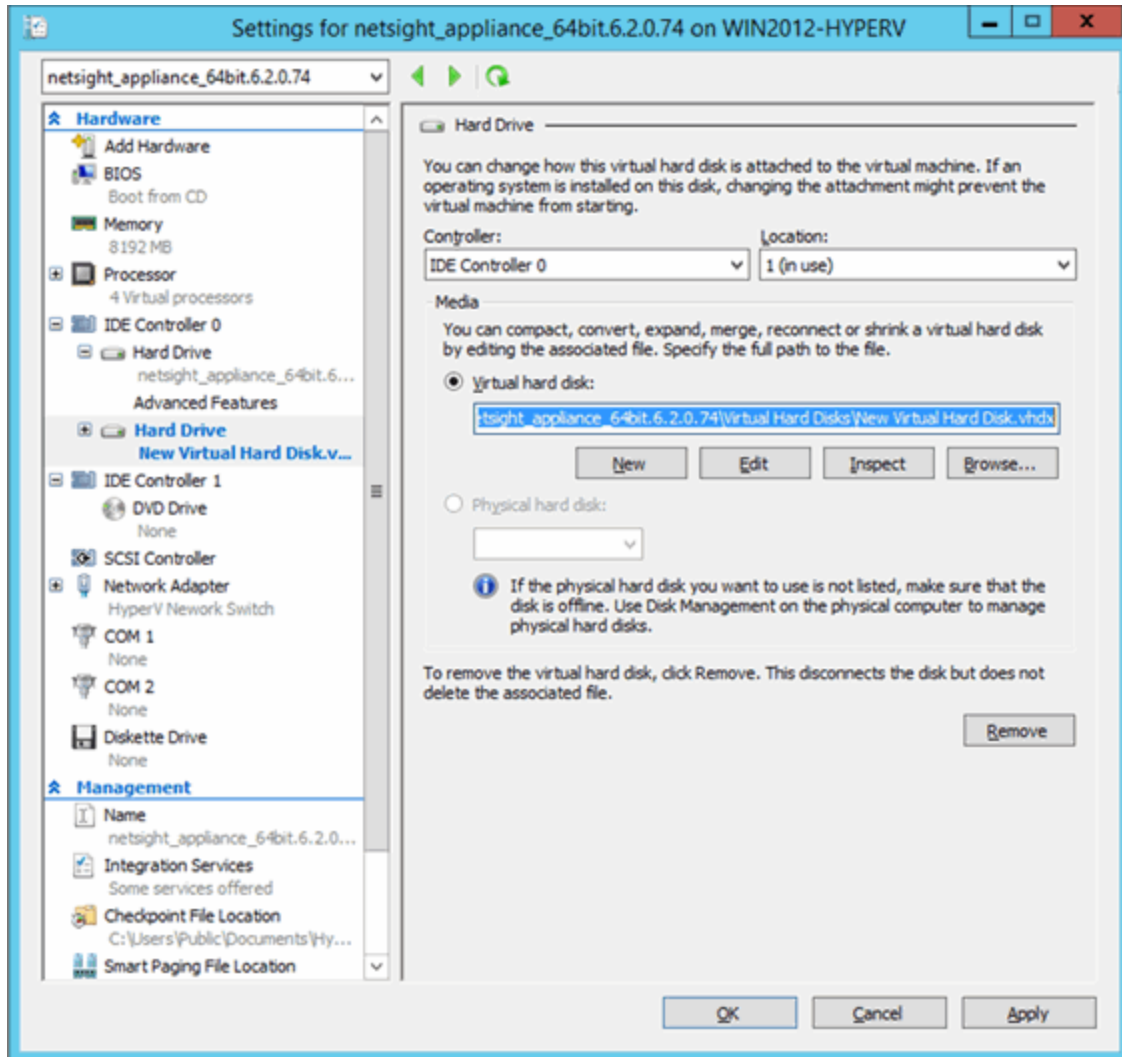 Settings for netsight_appliance_64bit.6.2.0.74 on WIN2012-HYPERV
netsight_appliance_64bit.6.2.0.74
Hardware
Add Hardware
BIOS
Boot from CD
Memory
8192 MB
Processor
4 Virtual processors
IDE Controller 0
Hard Drive
netsight_appliance_64bit.6...
Advanced Features
Hard Drive
New Virtual Hard Disk.v...
IDE Controller 1
DVD Drive
None
SCSI Controller
Network Adapter
HyperV Nework Switch
COM 1
None
COM 2
None
Diskette Drive
None
Management
Name
netsight_appliance_64bit.6.2.0...
Integration Services
Some services offered
Checkpoint File Location
C:\Users\Public\Documents\Hy...
Smart Paging File Location
Hard Drive
You can change how this virtual hard disk is attached to the virtual machine. If an
operating system is installed on this disk, changing the attachment might prevent the
virtual machine from starting.
Controller:
Location:
IDE Controller 0
1 (in use)
Media
You can compact, convert, expand, merge, reconnect or shrink a virtual hard disk
by editing the associated file. Specify the full path to the file.
Virtual hard disk:
etsight_appliance_64bit.6.2.0.74\Virtual Hard Disks\New Virtual Hard Disk.vhdx
New
Edit
Inspect
Browse...
Physical hard disk:
If the physical hard disk you want to use is not listed, make sure that the
disk is offline. Use Disk Management on the physical computer to manage
physical hard disks.
To remove the virtual hard disk, click Remove. This disconnects the disk but does not
delete the associated file.
Remove
OK
Cancel
Apply